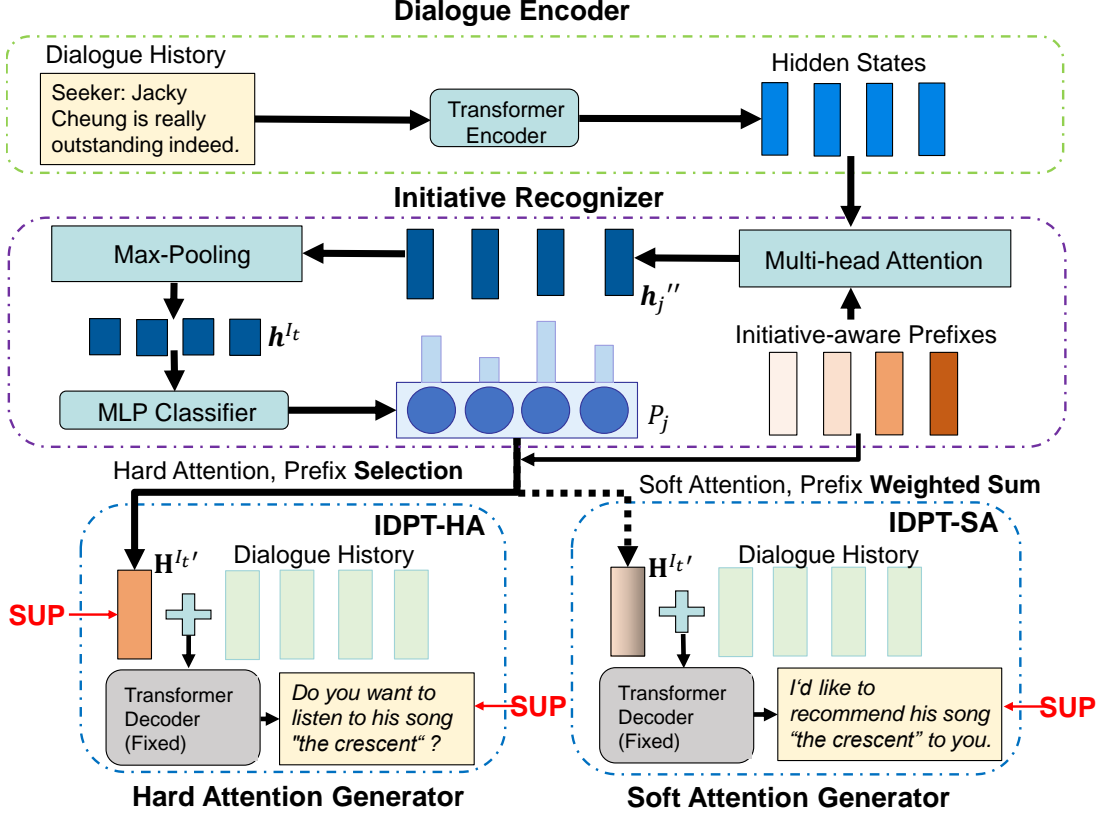 Dialogue Encoder
Dialogue History
Seeker: Jacky
Cheung is really
outstanding indeed.
Transformer
Encoder
Hidden States
Initiative Recognizer
Max-Pooling
Multi-head Attention
𝒉ⱼ′′
𝒉^{I_t}
Initiative-aware Prefixes
MLP Classifier
P_j
Hard Attention, Prefix Selection
Soft Attention, Prefix Weighted Sum
IDPT-HA
𝐇^{I_t′}
Dialogue History
SUP
Transformer
Decoder
(Fixed)
Do you want to
listen to his song
"the crescent“ ?
SUP
Hard Attention Generator
IDPT-SA
𝐇^{I_t′}
Dialogue History
Transformer
Decoder
(Fixed)
I‘d like to
recommend his song
“the crescent” to you.
SUP
Soft Attention Generator